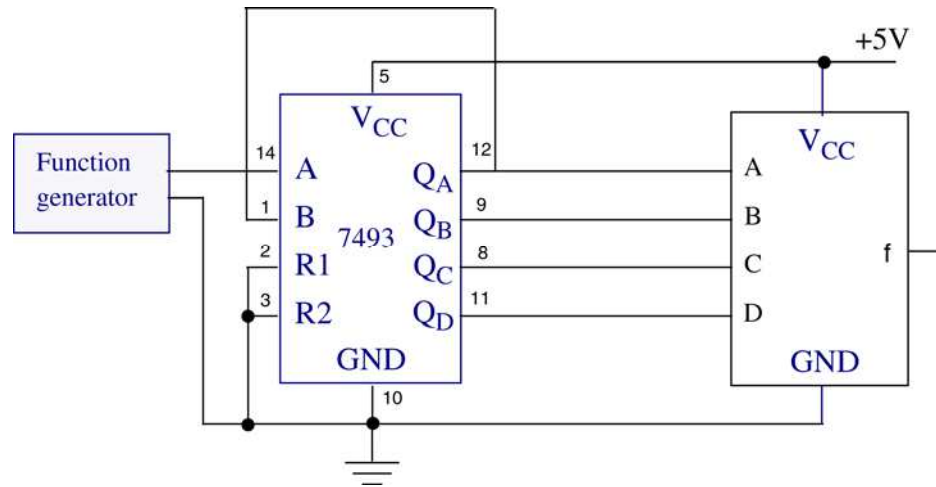 +5V
5
V_CC
V_CC
Function
generator
14
A
Q_A
12
A
1
B
Q_B
9
B
7493
2
R1
Q_C
8
C
f
3
R2
Q_D
11
D
GND
GND
10